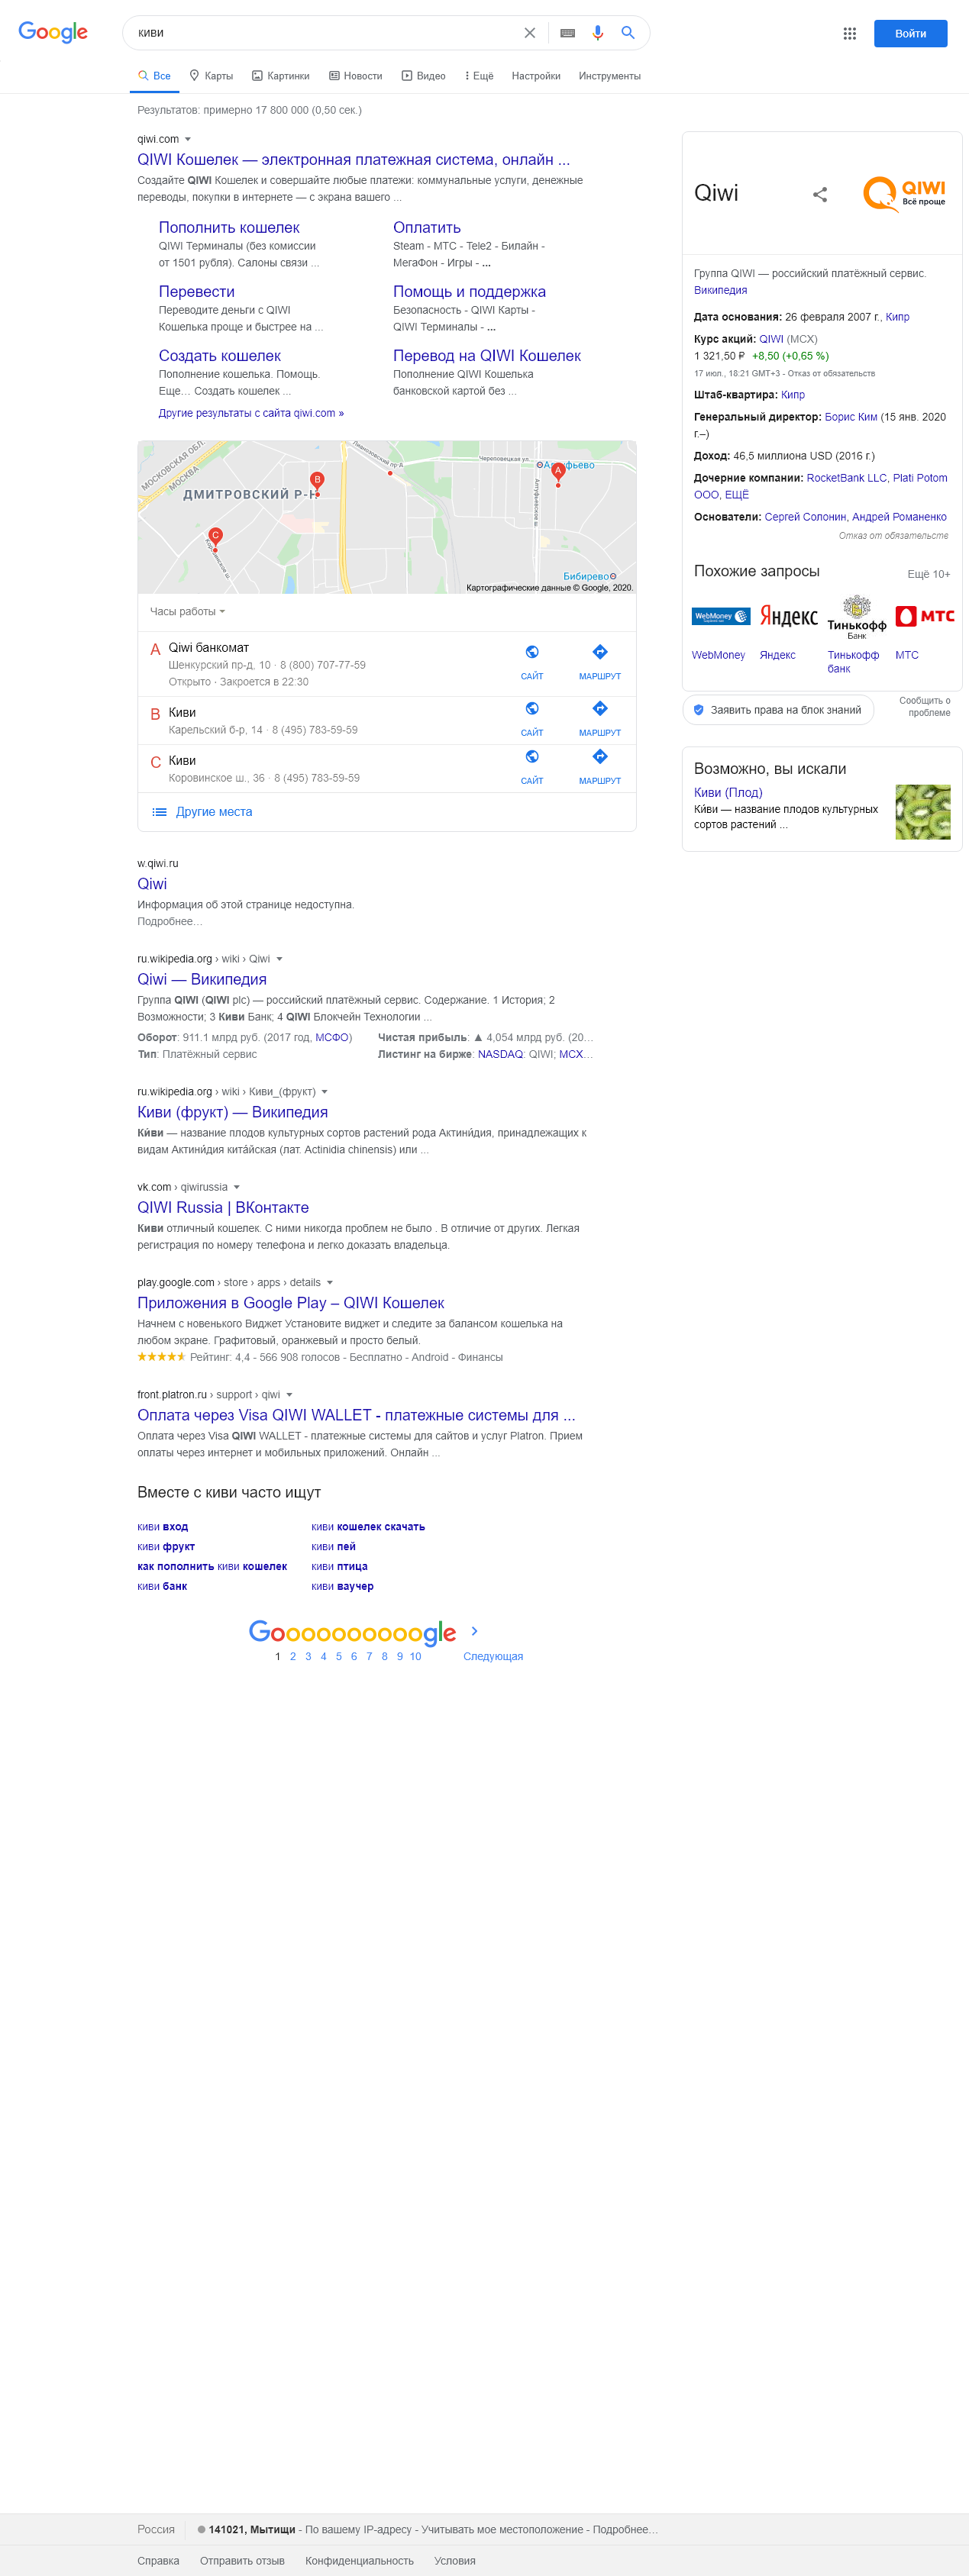 Google
киви
Войти
Все Карты Картинки Новости Видео Ещё Настройки Инструменты
Результатов: примерно 17 800 000 (0,50 сек.)
qiwi.com
QIWI Кошелек — электронная платежная система, онлайн ...
Создайте QIWI Кошелек и совершайте любые платежи: коммунальные услуги, денежные
переводы, покупки в интернете — с экрана вашего ...
Пополнить кошелек
QIWI Терминалы (без комиссии
от 1501 рубля). Салоны связи ...
Оплатить
Steam - МТС - Tele2 - Билайн -
МегаФон - Игры - ...
Перевести
Переводите деньги с QIWI
Кошелька проще и быстрее на ...
Помощь и поддержка
Безопасность - QIWI Карты -
QIWI Терминалы - ...
Создать кошелек
Пополнение кошелька. Помощь.
Еще… Создать кошелек ...
Перевод на QIWI Кошелек
Пополнение QIWI Кошелька
банковской картой без ...
Другие результаты с сайта qiwi.com »
МОСКОВСКАЯ ОБЛ.
МОСКВА
ДМИТРОВСКИЙ Р-Н
Череповецкая ул.
Алтуфьевское ш.
Коровинское ш.
Бибирево
A
B
C
Картографические данные © Google, 2020.
Часы работы
A Qiwi банкомат
Шенкурский пр-д, 10 · 8 (800) 707-77-59
Открыто · Закроется в 22:30
САЙТ МАРШРУТ
B Киви
Карельский б-р, 14 · 8 (495) 783-59-59
САЙТ МАРШРУТ
C Киви
Коровинское ш., 36 · 8 (495) 783-59-59
САЙТ МАРШРУТ
Другие места
w.qiwi.ru
Qiwi
Информация об этой странице недоступна.
Подробнее…
ru.wikipedia.org › wiki › Qiwi
Qiwi — Википедия
Группа QIWI (QIWI plc) — российский платёжный сервис. Содержание. 1 История; 2
Возможности; 3 Киви Банк; 4 QIWI Блокчейн Технологии ...
Оборот: 911.1 млрд руб. (2017 год, МСФО) Чистая прибыль: ▲ 4,054 млрд руб. (20…
Тип: Платёжный сервис Листинг на бирже: NASDAQ: QIWI; MCX…
ru.wikipedia.org › wiki › Киви_(фрукт)
Киви (фрукт) — Википедия
Ки́ви — название плодов культурных сортов растений рода Актини́дия, принадлежащих к
видам Актини́дия кита́йская (лат. Actinidia chinensis) или ...
vk.com › qiwirussia
QIWI Russia | ВКонтакте
Киви отличный кошелек. С ними никогда проблем не было . В отличие от других. Легкая
регистрация по номеру телефона и легко доказать владельца.
play.google.com › store › apps › details
Приложения в Google Play – QIWI Кошелек
Начнем с новенького Виджет Установите виджет и следите за балансом кошелька на
любом экране. Графитовый, оранжевый и просто белый.
Рейтинг: 4,4 - 566 908 голосов - Бесплатно - Android - Финансы
front.platron.ru › support › qiwi
Оплата через Visa QIWI WALLET - платежные системы для ...
Оплата через Visa QIWI WALLET - платежные системы для сайтов и услуг Platron. Прием
оплаты через интернет и мобильных приложений. Онлайн ...
Вместе с киви часто ищут
киви вход киви кошелек скачать
киви фрукт киви пей
как пополнить киви кошелек киви птица
киви банк киви ваучер
Goooooooooogle
1 2 3 4 5 6 7 8 9 10 Следующая
Qiwi
QIWI
Всё проще
Группа QIWI — российский платёжный сервис.
Википедия
Дата основания: 26 февраля 2007 г., Кипр
Курс акций: QIWI (MCX)
1 321,50 ₽ +8,50 (+0,65 %)
17 июл., 18:21 GMT+3 - Отказ от обязательств
Штаб-квартира: Кипр
Генеральный директор: Борис Ким (15 янв. 2020
г.–)
Доход: 46,5 миллиона USD (2016 г.)
Дочерние компании: RocketBank LLC, Plati Potom
OOO, ЕЩЁ
Основатели: Сергей Солонин, Андрей Романенко
Отказ от обязательств
Похожие запросы Ещё 10+
WebMoney Яндекс Тинькофф Банк МТС
WebMoney Яндекс Тинькофф МТС
банк
Заявить права на блок знаний
Сообщить о
проблеме
Возможно, вы искали
Киви (Плод)
Ки́ви — название плодов культурных
сортов растений ...
Россия 141021, Мытищи - По вашему IP-адресу - Учитывать мое местоположение - Подробнее…
Справка Отправить отзыв Конфиденциальность Условия